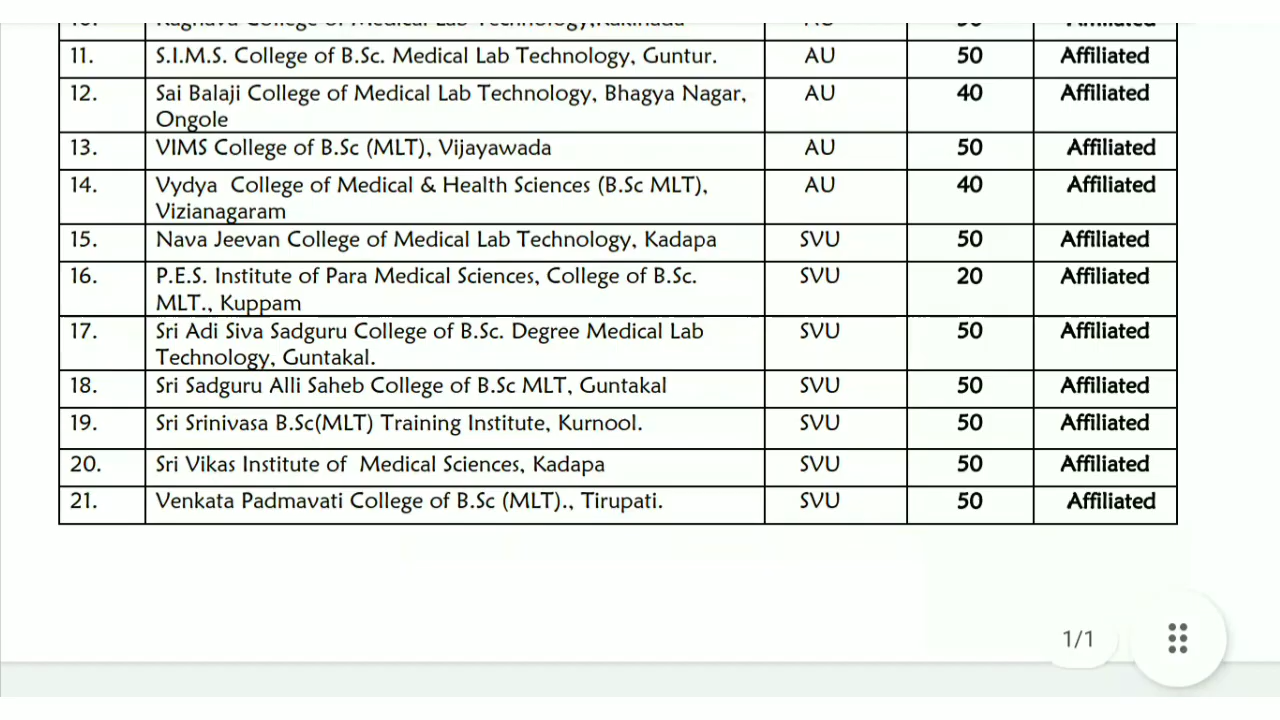 Raghava College of Medical Lab Technology,Kakinada
11. S.I.M.S. College of B.Sc. Medical Lab Technology, Guntur. AU 50 Affiliated
12. Sai Balaji College of Medical Lab Technology, Bhagya Nagar, AU 40 Affiliated
Ongole
13. VIMS College of B.Sc (MLT), Vijayawada AU 50 Affiliated
14. Vydya College of Medical & Health Sciences (B.Sc MLT), AU 40 Affiliated
Vizianagaram
15. Nava Jeevan College of Medical Lab Technology, Kadapa SVU 50 Affiliated
16. P.E.S. Institute of Para Medical Sciences, College of B.Sc. SVU 20 Affiliated
MLT., Kuppam
17. Sri Adi Siva Sadguru College of B.Sc. Degree Medical Lab SVU 50 Affiliated
Technology, Guntakal.
18. Sri Sadguru Alli Saheb College of B.Sc MLT, Guntakal SVU 50 Affiliated
19. Sri Srinivasa B.Sc(MLT) Training Institute, Kurnool. SVU 50 Affiliated
20. Sri Vikas Institute of Medical Sciences, Kadapa SVU 50 Affiliated
21. Venkata Padmavati College of B.Sc (MLT)., Tirupati. SVU 50 Affiliated
1/1